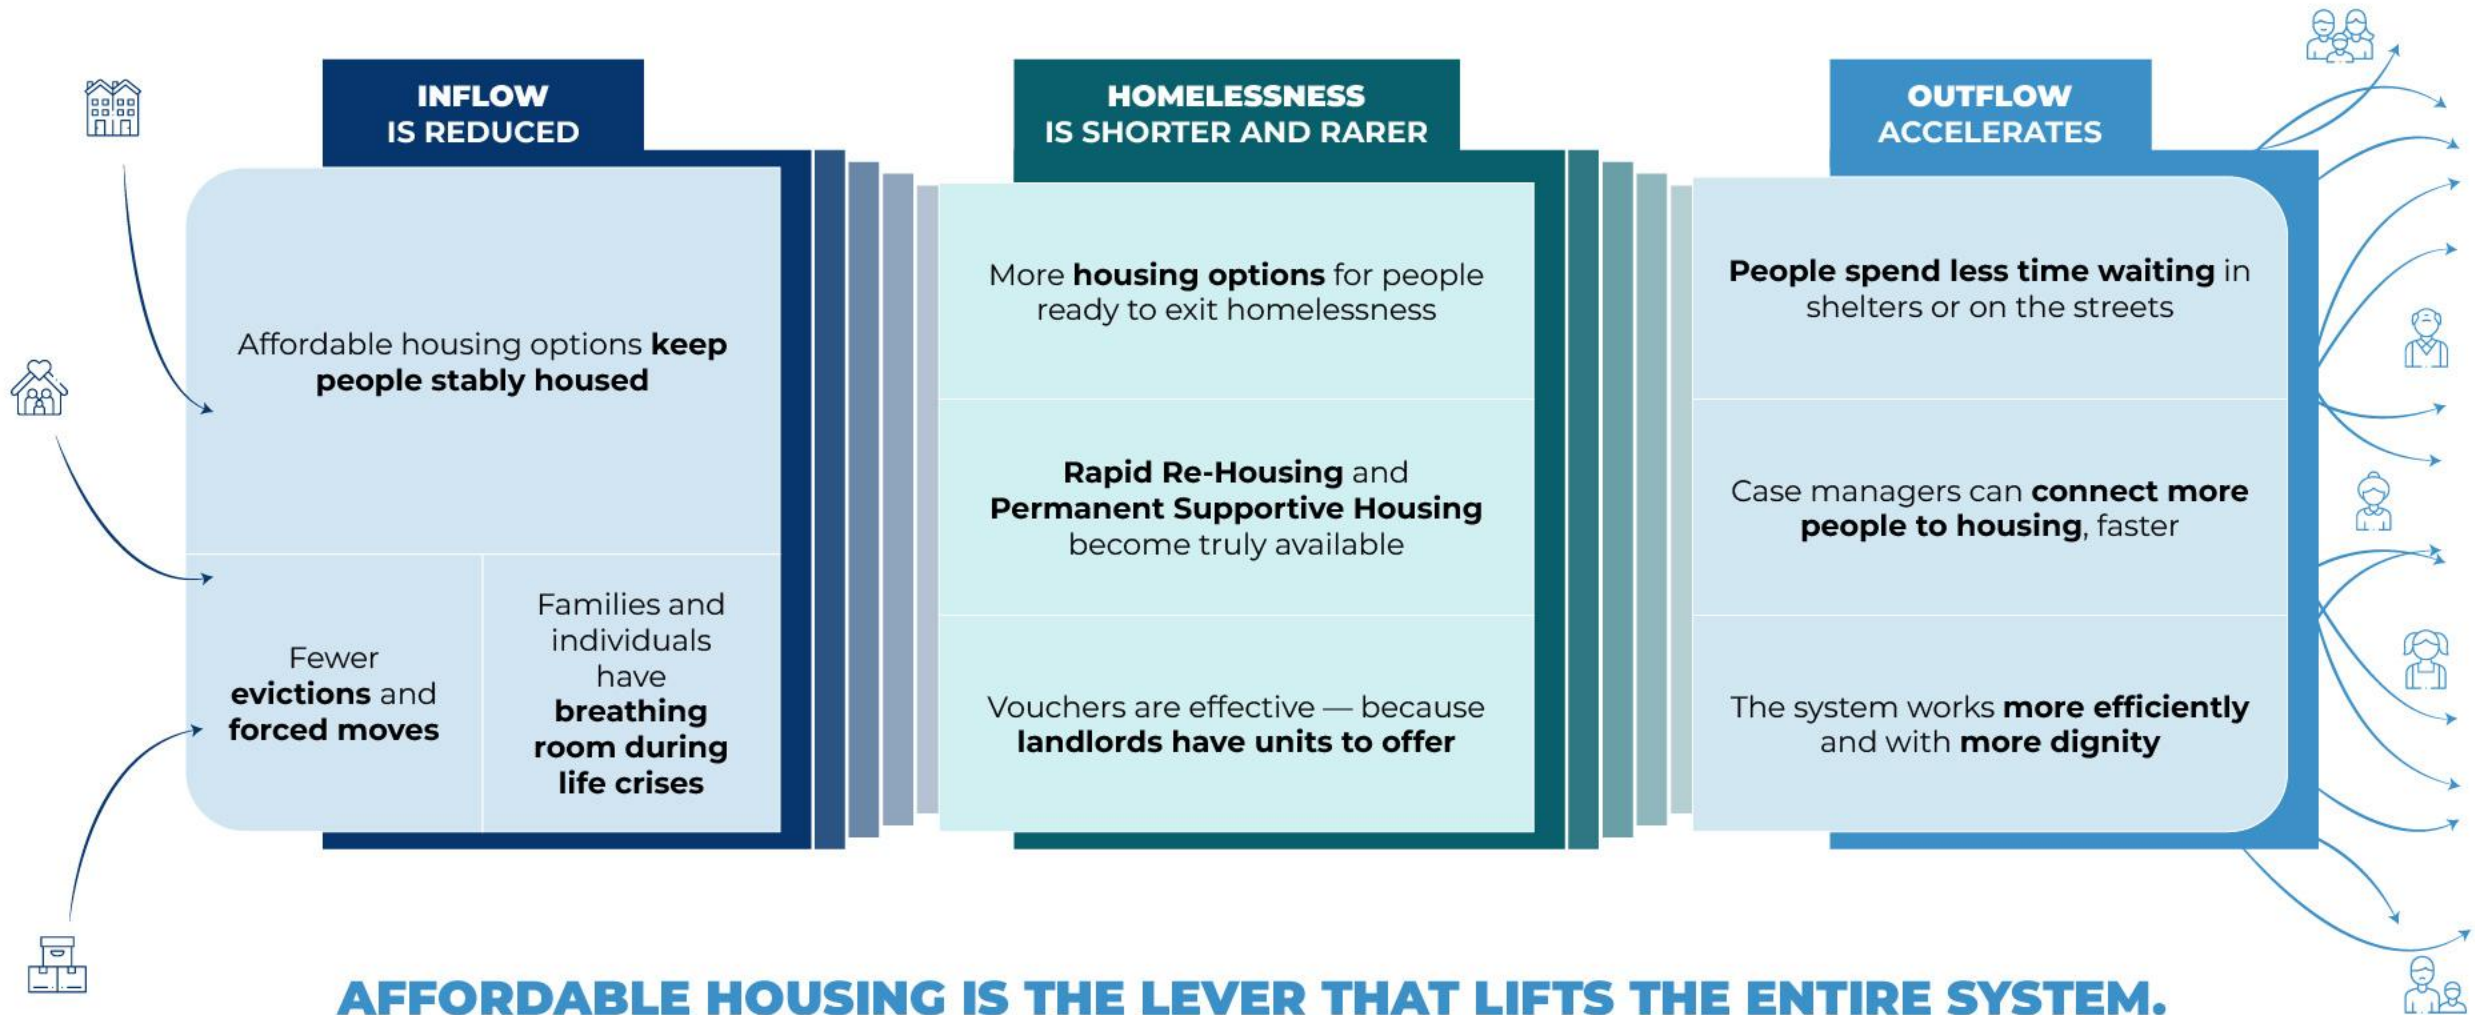 INFLOW
IS REDUCED
Affordable housing options keep
people stably housed
Fewer
evictions and
forced moves
Families and
individuals
have
breathing
room during
life crises
HOMELESSNESS
IS SHORTER AND RARER
More housing options for people
ready to exit homelessness
Rapid Re-Housing and
Permanent Supportive Housing
become truly available
Vouchers are effective — because
landlords have units to offer
OUTFLOW
ACCELERATES
People spend less time waiting in
shelters or on the streets
Case managers can connect more
people to housing, faster
The system works more efficiently
and with more dignity
AFFORDABLE HOUSING IS THE LEVER THAT LIFTS THE ENTIRE SYSTEM.